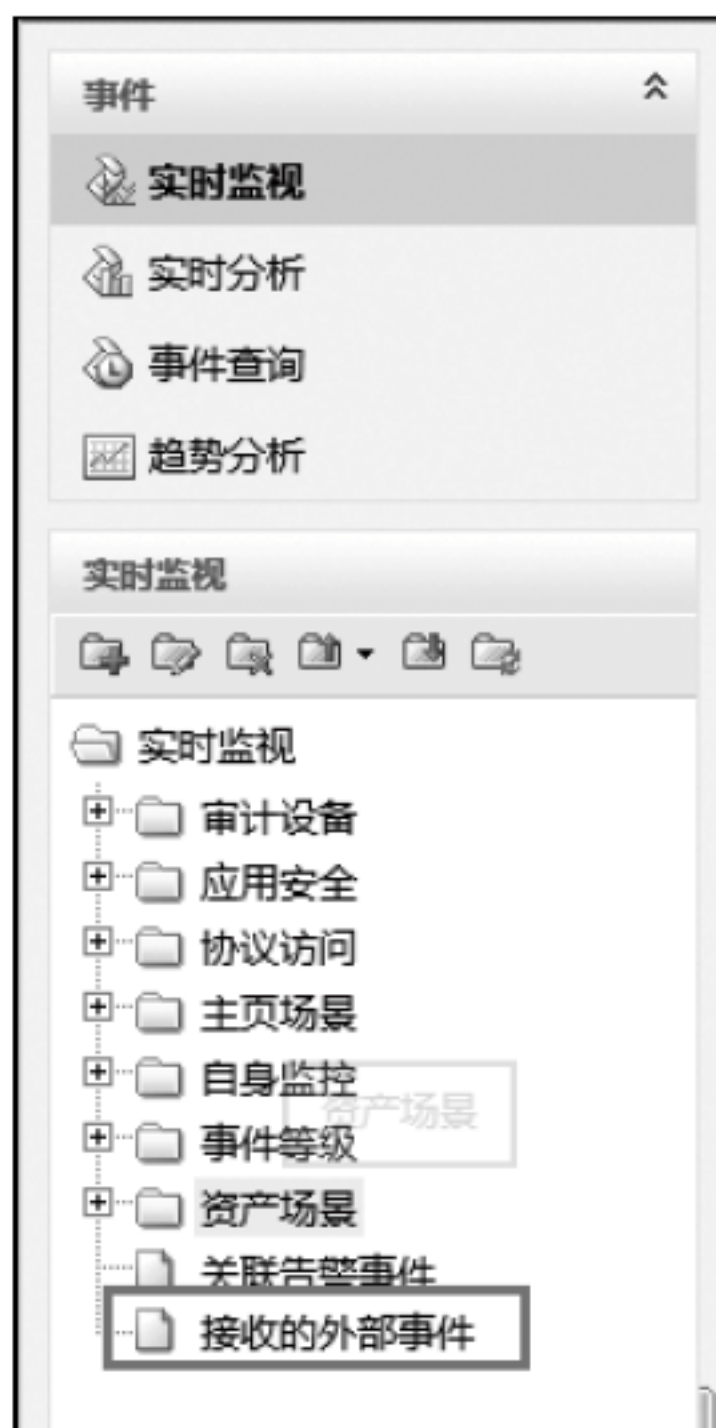 事件
实时监视
实时分析
事件查询
趋势分析
实时监视
实时监视
审计设备
应用安全
协议访问
主页场景
自身监控
资产场景
事件等级
资产场景
关联告警事件
接收的外部事件